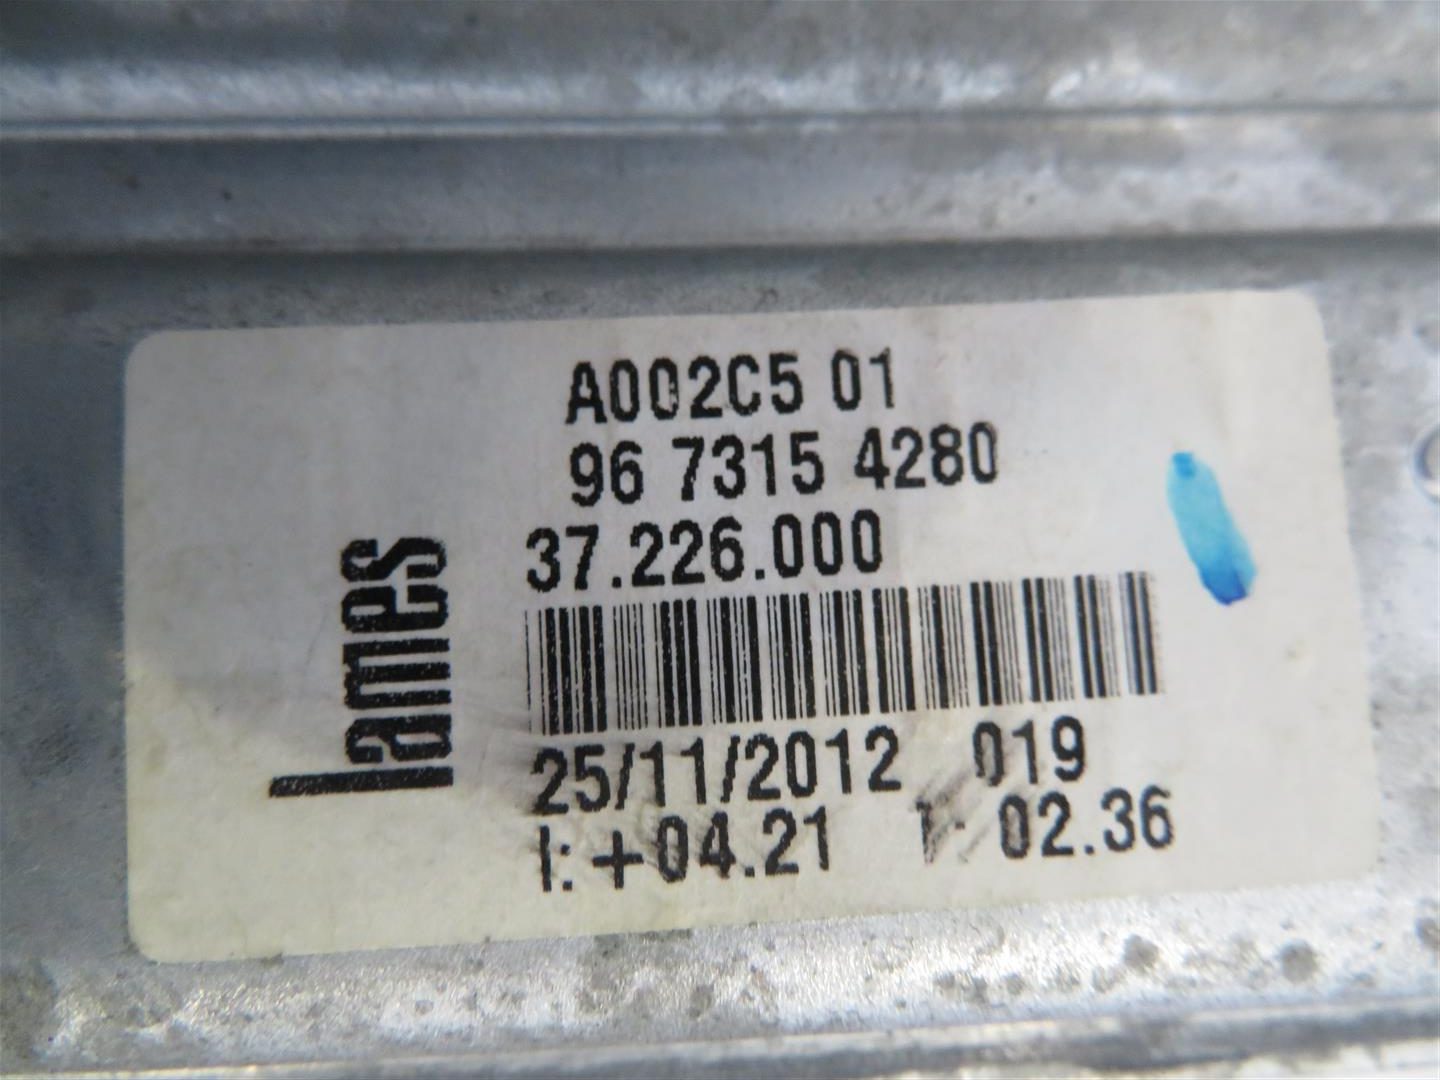 lames
A002C5 01
96 7315 4280
37.226.000
25/11/2012 019
I: +04.21 T: 02.36